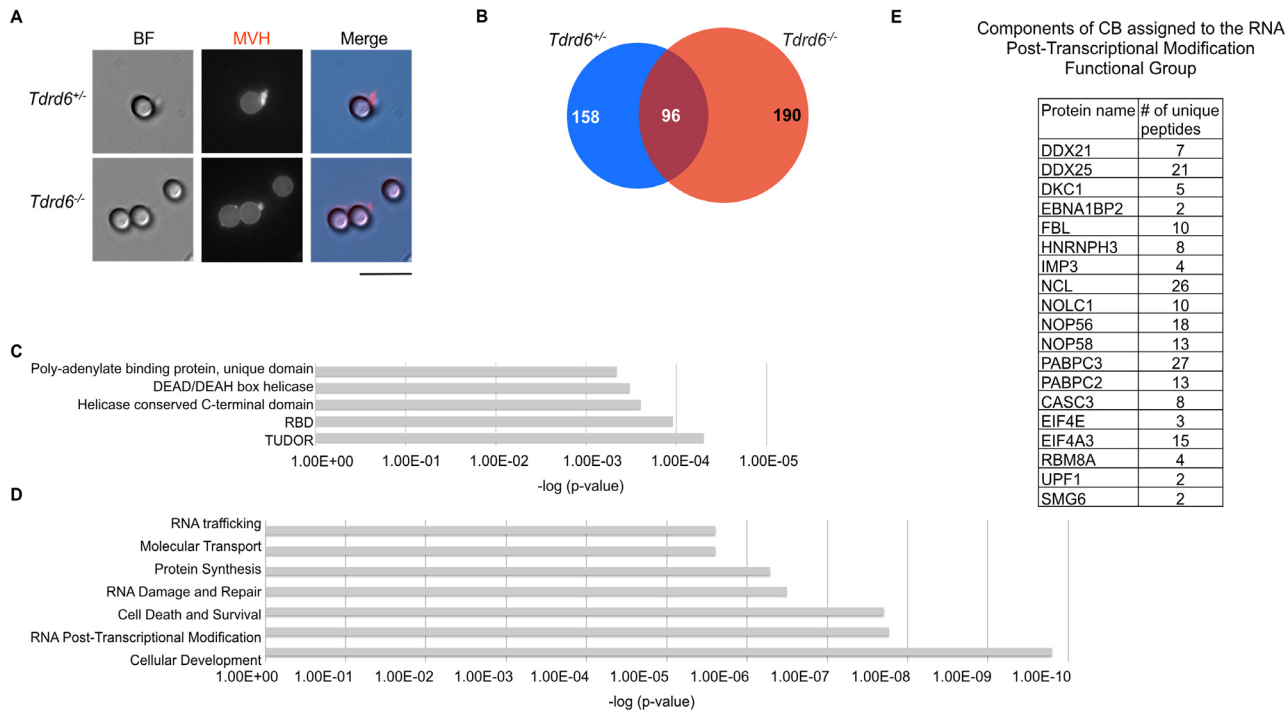 A
BF
MVH
Merge
Tdrd6+/-
Tdrd6-/-
B
Tdrd6+/-
Tdrd6-/-
158
96
190
C
Poly-adenylate binding protein, unique domain
DEAD/DEAH box helicase
Helicase conserved C-terminal domain
RBD
TUDOR
1.00E+00 1.00E-01 1.00E-02 1.00E-03 1.00E-04 1.00E-05
-log (p-value)
D
RNA trafficking
Molecular Transport
Protein Synthesis
RNA Damage and Repair
Cell Death and Survival
RNA Post-Transcriptional Modification
Cellular Development
1.00E+00 1.00E-01 1.00E-02 1.00E-03 1.00E-04 1.00E-05 1.00E-06 1.00E-07 1.00E-08 1.00E-09 1.00E-10
-log (p-value)
E
Components of CB assigned to the RNA
Post-Transcriptional Modification
Functional Group
Protein name # of unique
peptides
DDX21 7
DDX25 21
DKC1 5
EBNA1BP2 2
FBL 10
HNRNPH3 8
IMP3 4
NCL 26
NOLC1 10
NOP56 18
NOP58 13
PABPC3 27
PABPC2 13
CASC3 8
EIF4E 3
EIF4A3 15
RBM8A 4
UPF1 2
SMG6 2